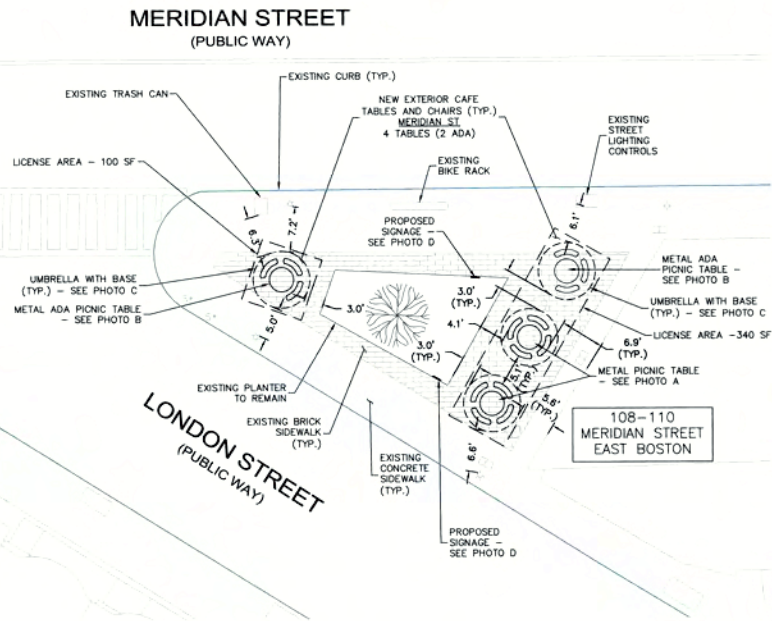 MERIDIAN STREET
(PUBLIC WAY)
EXISTING CURB (TYP.)
EXISTING TRASH CAN
NEW EXTERIOR CAFE
TABLES AND CHAIRS (TYP.)
MERIDIAN ST
4 TABLES (2 ADA)
EXISTING
STREET
LIGHTING
CONTROLS
LICENSE AREA - 100 SF
EXISTING
BIKE RACK
6.3'
7.2'
6.1'
PROPOSED
SIGNAGE -
SEE PHOTO D
METAL ADA
PICNIC TABLE -
SEE PHOTO B
UMBRELLA WITH BASE
(TYP.) - SEE PHOTO C
METAL ADA PICNIC TABLE
- SEE PHOTO B
3.0'
(TYP.)
UMBRELLA WITH BASE
(TYP.) - SEE PHOTO C
5.0'
3.0'
4.1'
LICENSE AREA -340 SF
3.0'
(TYP.)
6.9'
(TYP.)
METAL PICNIC TABLE
- SEE PHOTO A
5.1'
(TYP.)
5.6'
(TYP.)
EXISTING PLANTER
TO REMAIN
LONDON STREET
(PUBLIC WAY)
EXISTING BRICK
SIDEWALK
(TYP.)
108-110
MERIDIAN STREET
EAST BOSTON
6.6'
EXISTING
CONCRETE
SIDEWALK
(TYP.)
PROPOSED
SIGNAGE -
SEE PHOTO D